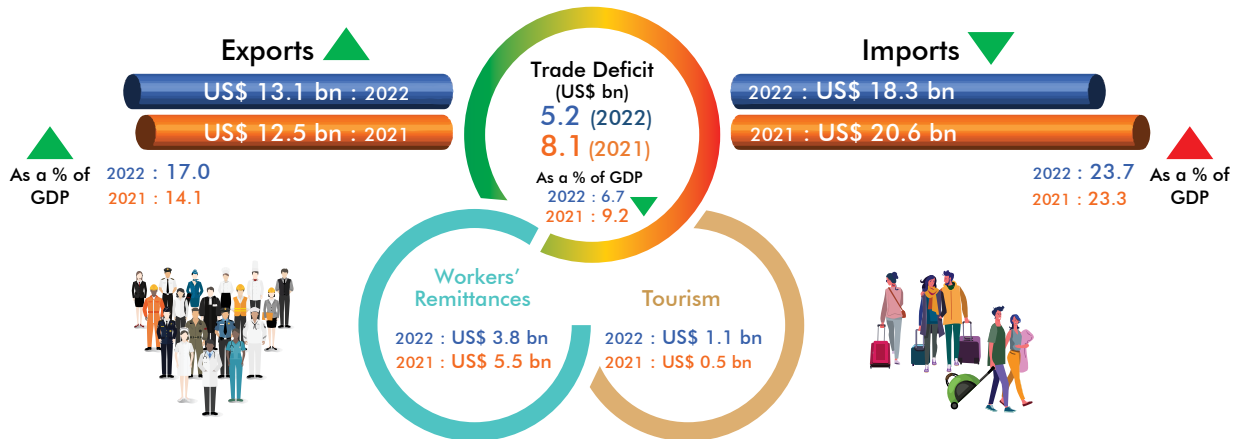 Exports
US$ 13.1 bn : 2022
US$ 12.5 bn : 2021
As a % of
GDP
2022 : 17.0
2021 : 14.1
Trade Deficit
(US$ bn)
5.2 (2022)
8.1 (2021)
As a % of GDP
2022 : 6.7
2021 : 9.2
Imports
2022 : US$ 18.3 bn
2021 : US$ 20.6 bn
2022 : 23.7
2021 : 23.3
As a % of
GDP
Workers'
Remittances
2022 : US$ 3.8 bn
2021 : US$ 5.5 bn
Tourism
2022 : US$ 1.1 bn
2021 : US$ 0.5 bn